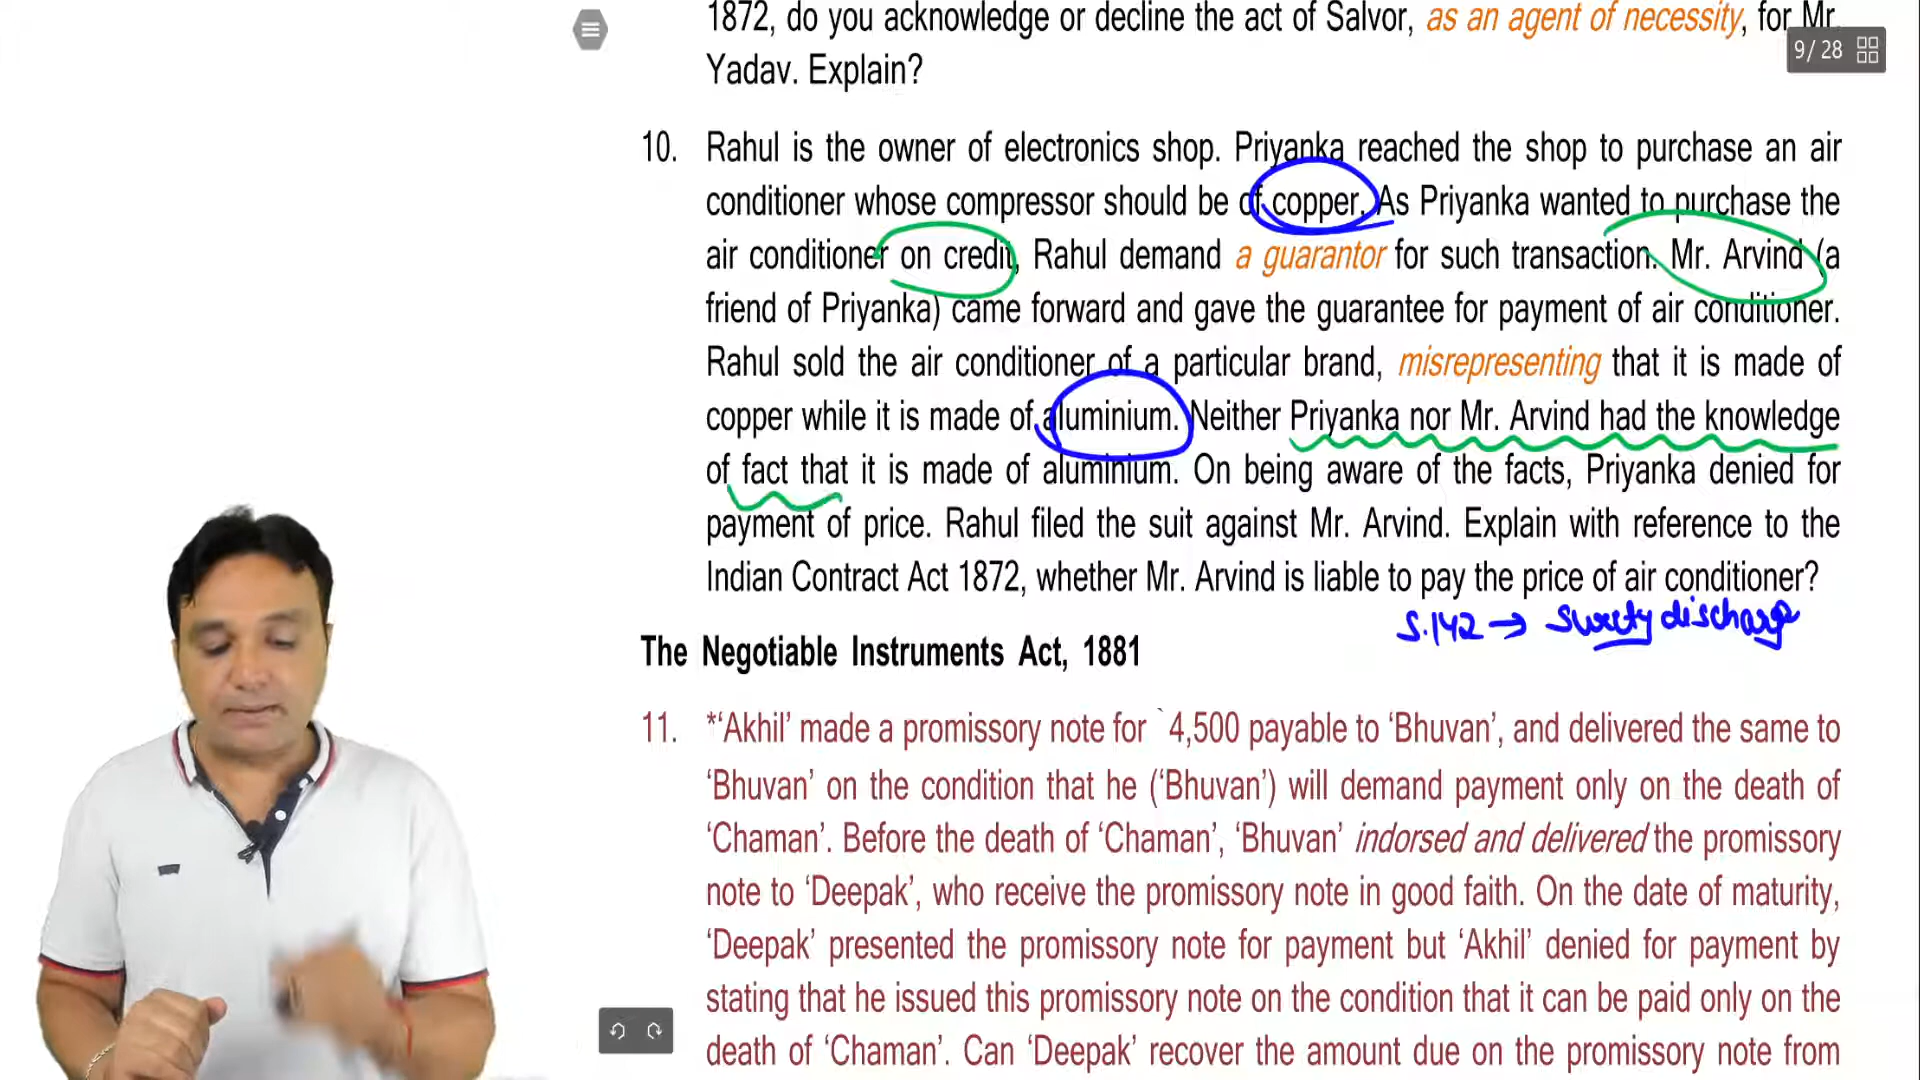 1872, do you acknowledge or decline the act of Salvor, as an agent of necessity, for Mr.
9/ 28
Yadav. Explain?
10. Rahul is the owner of electronics shop. Priyanka reached the shop to purchase an air
conditioner whose compressor should be of copper. As Priyanka wanted to purchase the
air conditioner on credit, Rahul demand a guarantor for such transaction. Mr. Arvind (a
friend of Priyanka) came forward and gave the guarantee for payment of air conditioner.
Rahul sold the air conditioner of a particular brand, misrepresenting that it is made of
copper while it is made of aluminium. Neither Priyanka nor Mr. Arvind had the knowledge
of fact that it is made of aluminium. On being aware of the facts, Priyanka denied for
payment of price. Rahul filed the suit against Mr. Arvind. Explain with reference to the
Indian Contract Act 1872, whether Mr. Arvind is liable to pay the price of air conditioner?
S.142 → Surety discharge
The Negotiable Instruments Act, 1881
11. *‘Akhil’ made a promissory note for `4,500 payable to ‘Bhuvan’, and delivered the same to
‘Bhuvan’ on the condition that he (‘Bhuvan’) will demand payment only on the death of
‘Chaman’. Before the death of ‘Chaman’, ‘Bhuvan’ indorsed and delivered the promissory
note to ‘Deepak’, who receive the promissory note in good faith. On the date of maturity,
‘Deepak’ presented the promissory note for payment but ‘Akhil’ denied for payment by
stating that he issued this promissory note on the condition that it can be paid only on the
death of ‘Chaman’. Can ‘Deepak’ recover the amount due on the promissory note from